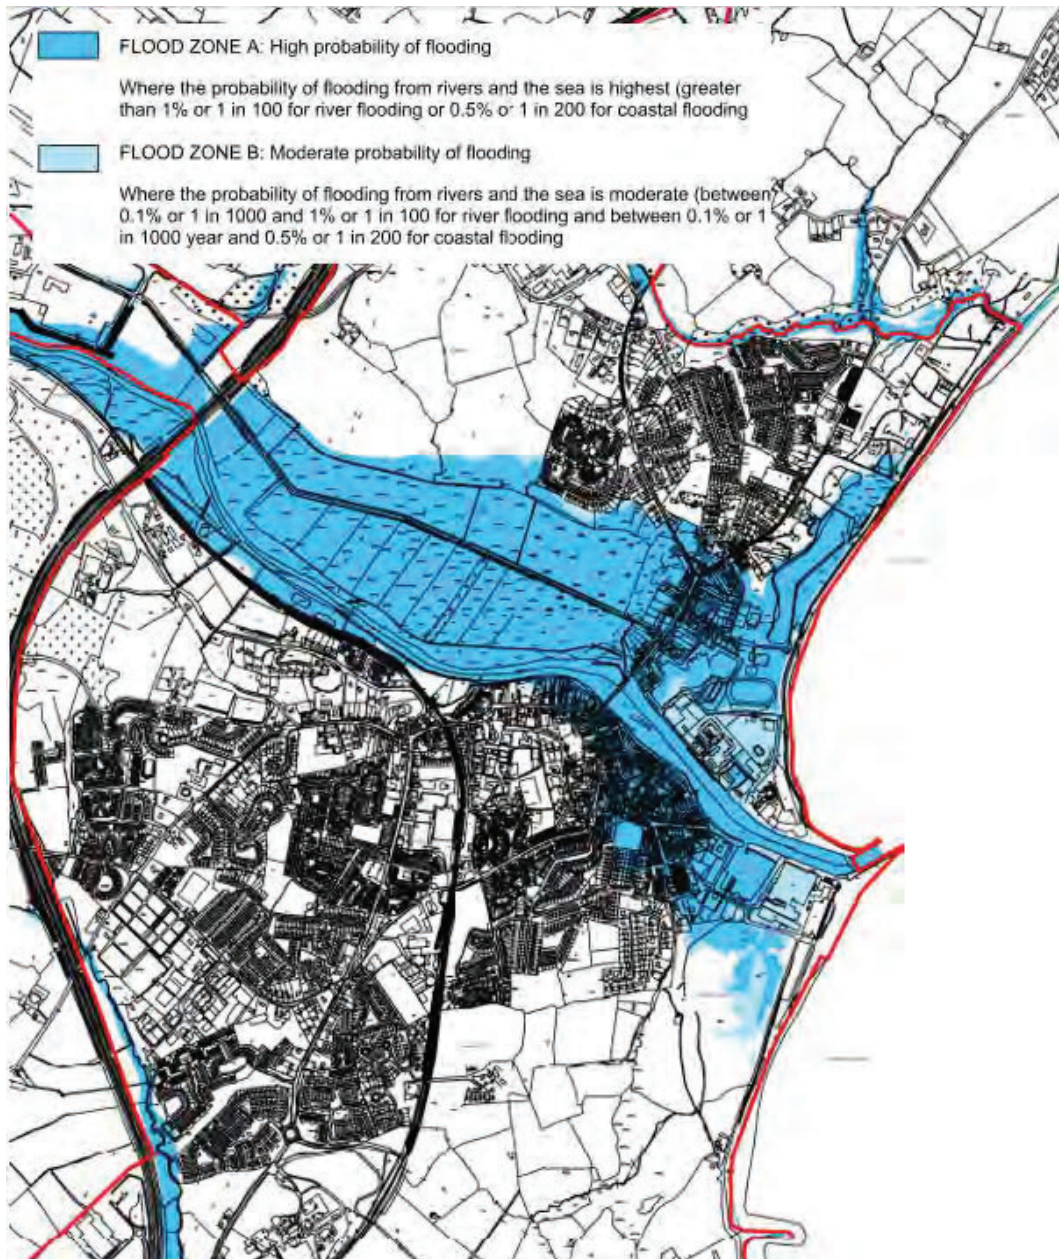 FLOOD ZONE A: High probability of flooding
Where the probability of flooding from rivers and the sea is highest (greater
than 1% or 1 in 100 for river flooding or 0.5% or 1 in 200 for coastal flooding
FLOOD ZONE B: Moderate probability of flooding
Where the probability of flooding from rivers and the sea is moderate (between
0.1% or 1 in 1000 and 1% or 1 in 100 for river flooding and between 0.1% or 1
in 1000 year and 0.5% or 1 in 200 for coastal flooding